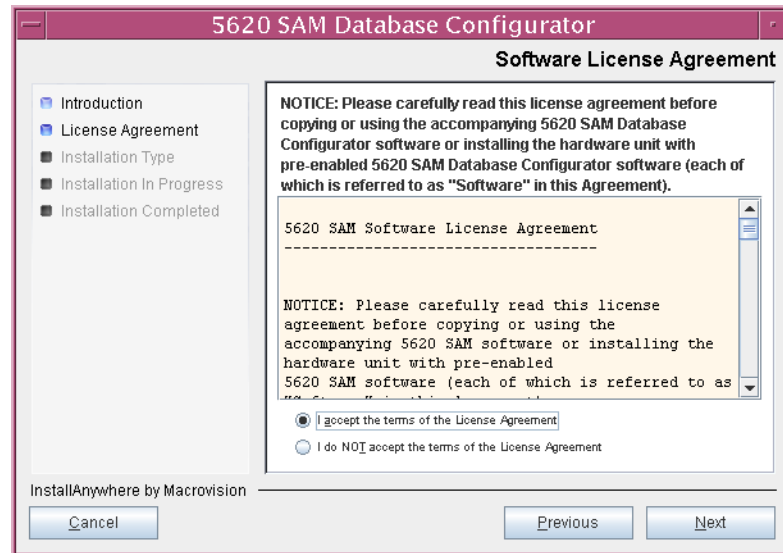 5620 SAM Database Configurator
Software License Agreement
Introduction
License Agreement
Installation Type
Installation In Progress
Installation Completed
NOTICE: Please carefully read this license agreement before
copying or using the accompanying 5620 SAM Database
Configurator software or installing the hardware unit with
pre-enabled 5620 SAM Database Configurator software (each of
which is referred to as "Software" in this Agreement).
5620 SAM Software License Agreement
-----------------------------------
NOTICE: Please carefully read this license
agreement before copying or using the
accompanying 5620 SAM software or installing the
hardware unit with pre-enabled
5620 SAM software (each of which is referred to as
I accept the terms of the License Agreement
I do NOT accept the terms of the License Agreement
InstallAnywhere by Macrovision
Cancel
Previous
Next